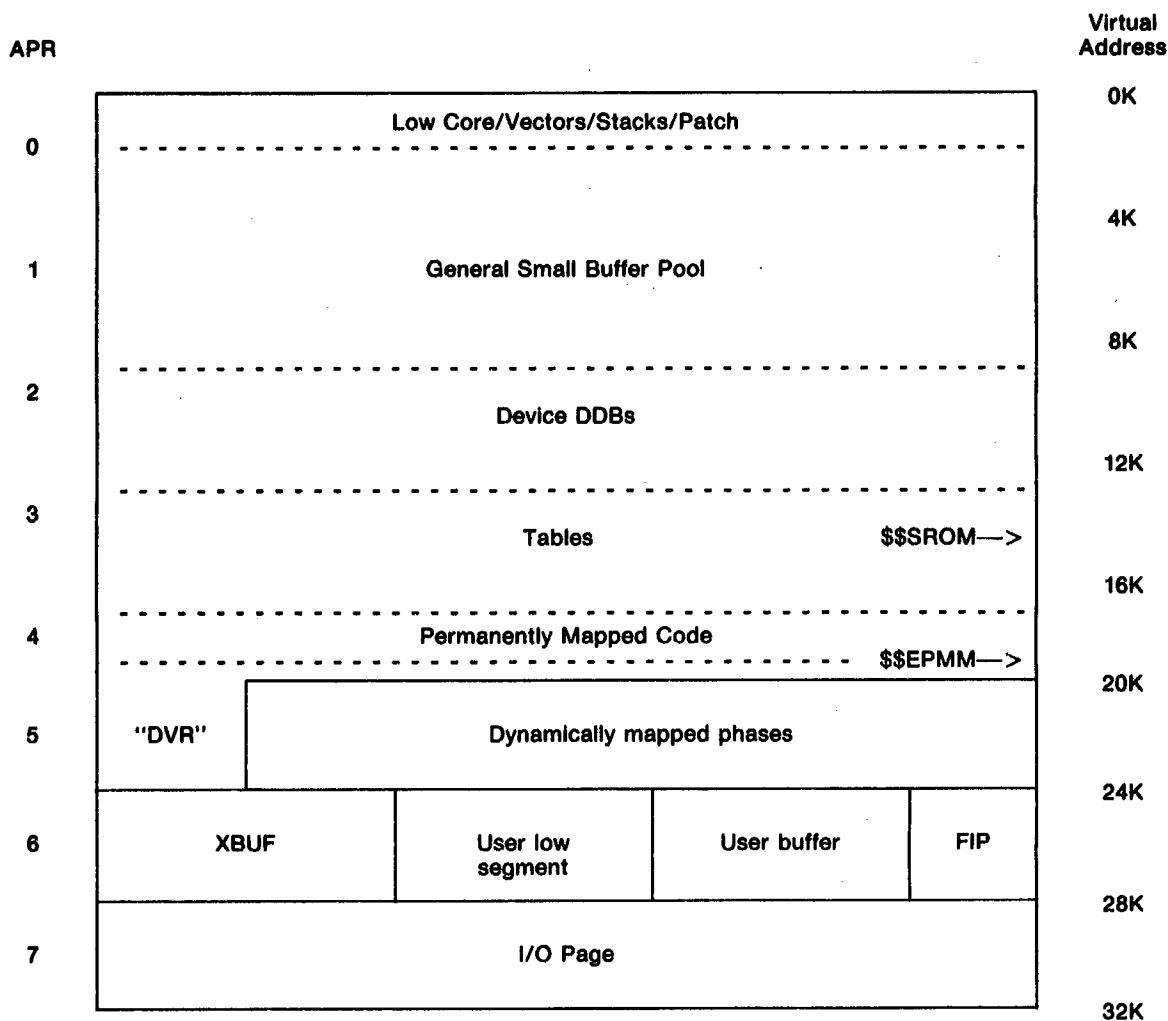 Virtual
Address
APR
0K
Low Core/Vectors/Stacks/Patch
0
4K
1 General Small Buffer Pool
8K
2
Device DDBs
12K
3
Tables $$SROM—>
16K
4 Permanently Mapped Code
$$EPMM—>
20K
5 "DVR" Dynamically mapped phases
24K
6 XBUF User low User buffer FIP
segment
28K
7 I/O Page
32K